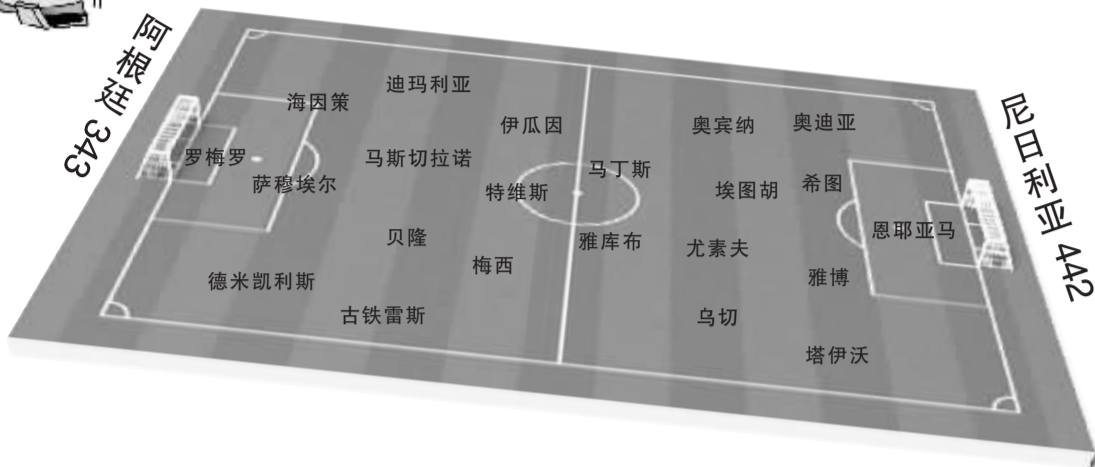 阿根廷 343
尼日利亚 442
罗梅罗
海因策
萨穆埃尔
德米凯利斯
迪玛利亚
马斯切拉诺
贝隆
古铁雷斯
伊瓜因
特维斯
梅西
马丁斯
雅库布
奥宾纳
埃图胡
尤素夫
乌切
奥迪亚
希图
雅博
塔伊沃
恩耶亚马